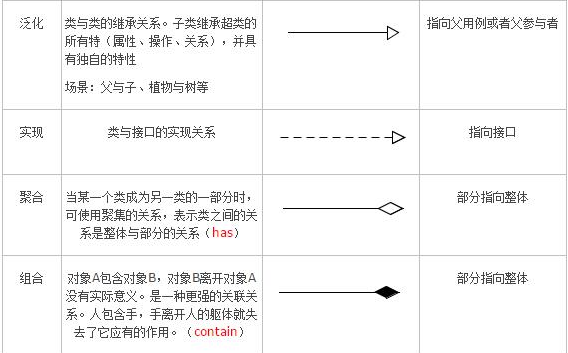 泛化
类与类的继承关系。子类继承超类的
所有特（属性、操作、关系），并具
有独自的特性
场景：父与子、植物与树等
指向父用例或者父参与者
实现
类与接口的实现关系
指向接口
聚合
当某一个类成为另一类的一部分时，
可使用聚集的关系，表示类之间的关
系是整体与部分的关系（has）
部分指向整体
组合
对象A包含对象B，对象B离开对象A
没有实际意义。是一种更强的关联关
系。人包含手，手离开人的躯体就失
去了它应有的作用。（contain）
部分指向整体